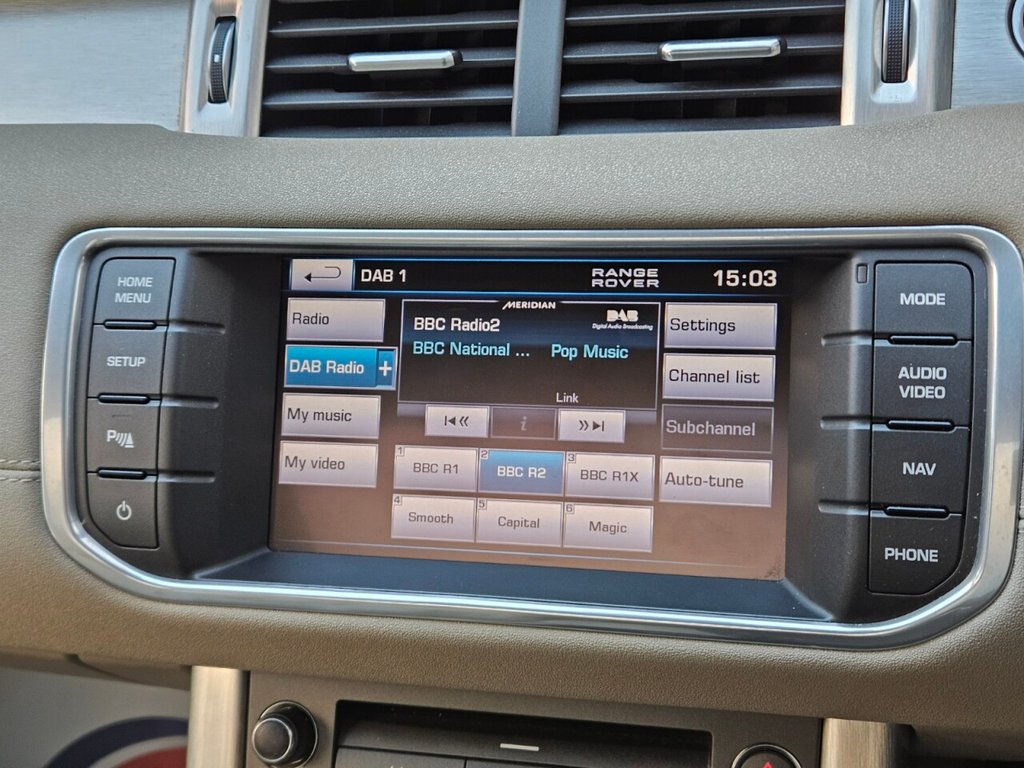 HOME
MENU
SETUP
P
DAB 1
RANGE
ROVER
15:03
Radio
DAB Radio +
My music
My video
MERIDIAN
BBC Radio2
DAB
Digital Audio Broadcasting
BBC National ... Pop Music
Link
i
1 BBC R1
2 BBC R2
3 BBC R1X
4 Smooth
5 Capital
6 Magic
Settings
Channel list
Subchannel
Auto-tune
MODE
AUDIO
VIDEO
NAV
PHONE